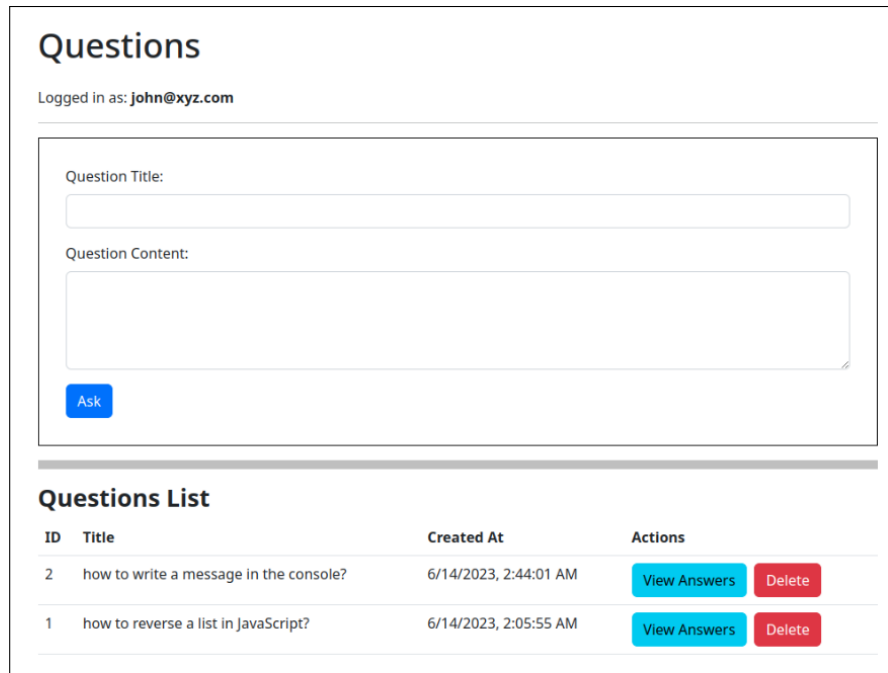 Questions
Logged in as: john@xyz.com
Question Title:
Question Content:
Ask
Questions List
ID Title Created At Actions
2 how to write a message in the console? 6/14/2023, 2:44:01 AM View Answers Delete
1 how to reverse a list in JavaScript? 6/14/2023, 2:05:55 AM View Answers Delete